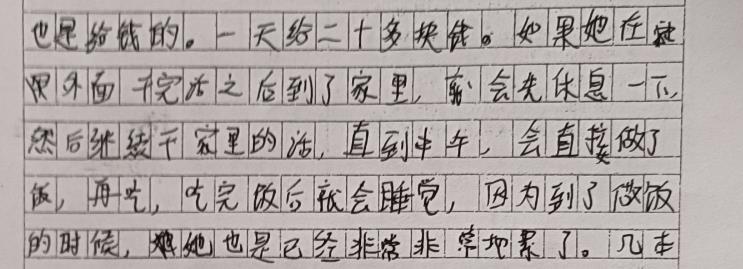 也是给钱的。一天给二十多块钱。如果她在这
里外面干完活之后到了家里，就会先休息一下，
然后继续干家里的活，直到中午，会直接做了
饭，再吃，吃完饭后就会睡觉，因为到了做饭
的时候，她也是已经非常非常地累了。几本